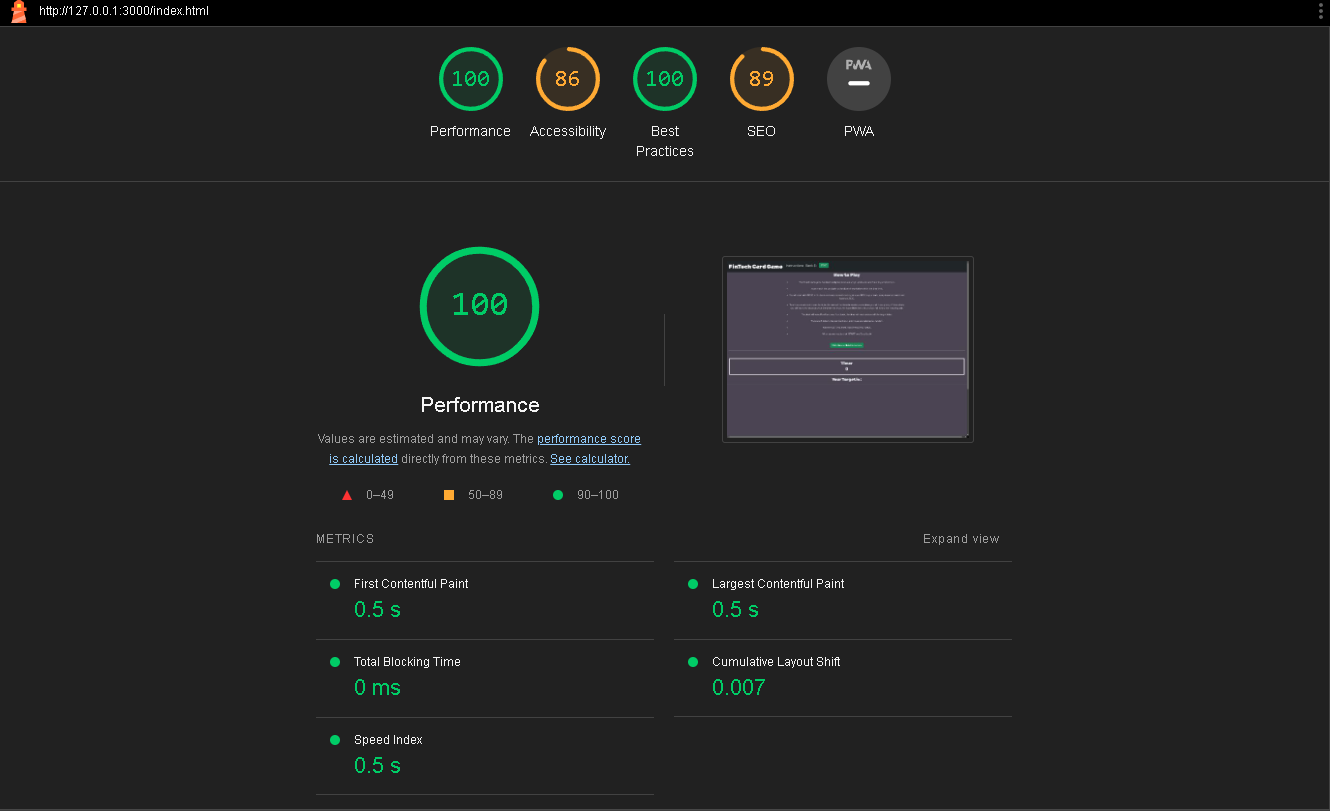 http://127.0.0.1:3000/index.html
100
86
100
89
PWA
Performance
Accessibility
Best
Practices
SEO
PWA
100
Performance
Values are estimated and may vary. The performance score
is calculated directly from these metrics. See calculator.
0–49
50–89
90–100
FinTech Card Game
How to Play
Timer
0
Your Target is:
METRICS
Expand view
First Contentful Paint
0.5 s
Largest Contentful Paint
0.5 s
Total Blocking Time
0 ms
Cumulative Layout Shift
0.007
Speed Index
0.5 s